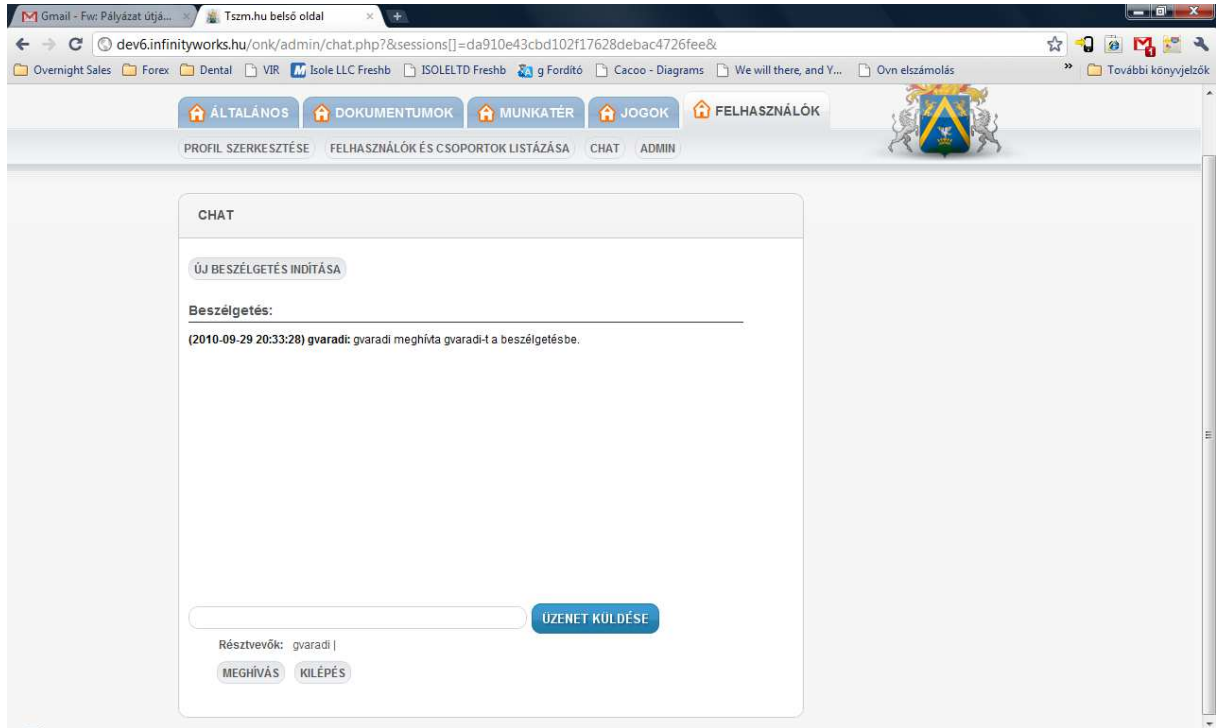 Gmail - Fw: Pályázat útjá...
Tszm.hu belső oldal
dev6.infinityworks.hu/onk/admin/chat.php?&sessions[]=da910e43cbd102f17628debac4726fee&
Overnight Sales Forex Dental VIR Isole LLC Freshb ISOLELTD Freshb g Fordító Cacoo - Diagrams We will there, and Y... Ovn elszámolás » További könyvjelzők
ÁLTALÁNOS DOKUMENTUMOK MUNKATÉR JOGOK FELHASZNÁLÓK
PROFIL SZERKESZTÉSE FELHASZNÁLÓK ÉS CSOPORTOK LISTÁZÁSA CHAT ADMIN
CHAT
ÚJ BESZÉLGETÉS INDÍTÁSA
Beszélgetés:
(2010-09-29 20:33:28) gvaradi: gvaradi meghívta gvaradi-t a beszélgetésbe.
ÜZENET KÜLDÉSE
Résztvevők: gvaradi |
MEGHÍVÁS KILÉPÉS